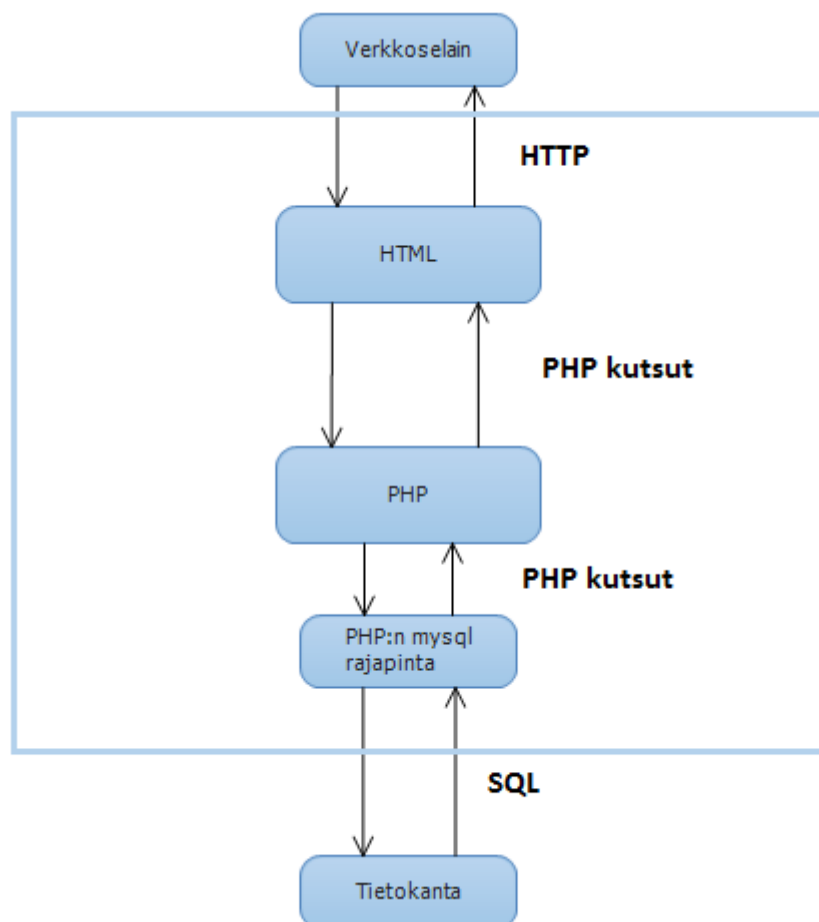 Verkkoselain
HTTP
HTML
PHP kutsut
PHP
PHP kutsut
PHP:n mysql
rajapinta
SQL
Tietokanta